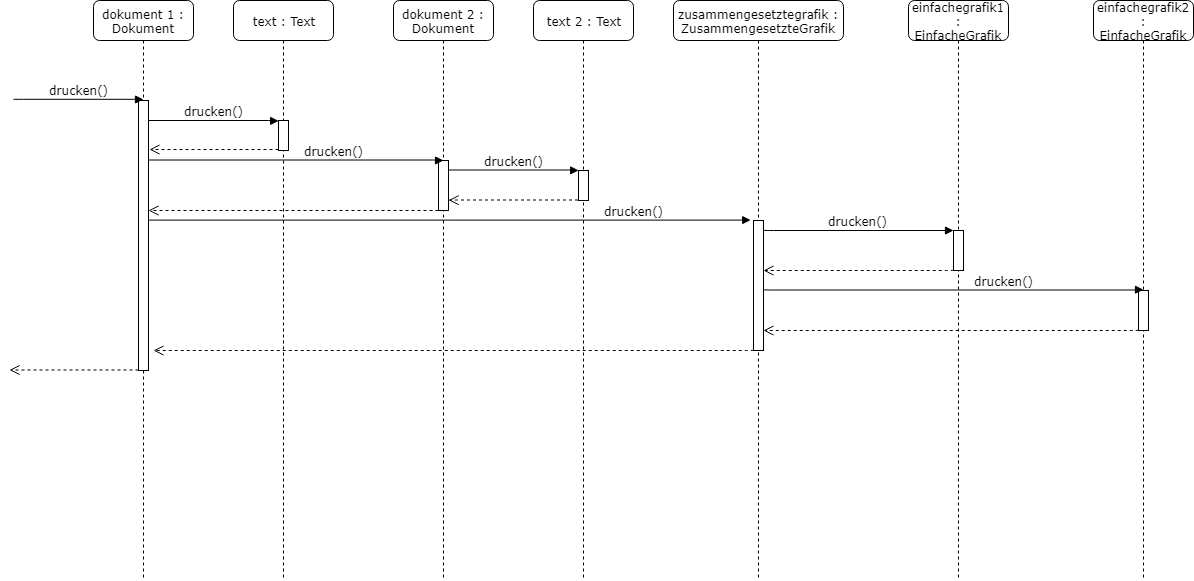 dokument 1 :
Dokument
text : Text
dokument 2 :
Dokument
text 2 : Text
zusammengesetztegrafik :
ZusammengesetzteGrafik
einfachegrafik1
:
EinfacheGrafik
einfachegrafik2
:
EinfacheGrafik
drucken()
drucken()
drucken()
drucken()
drucken()
drucken()
drucken()